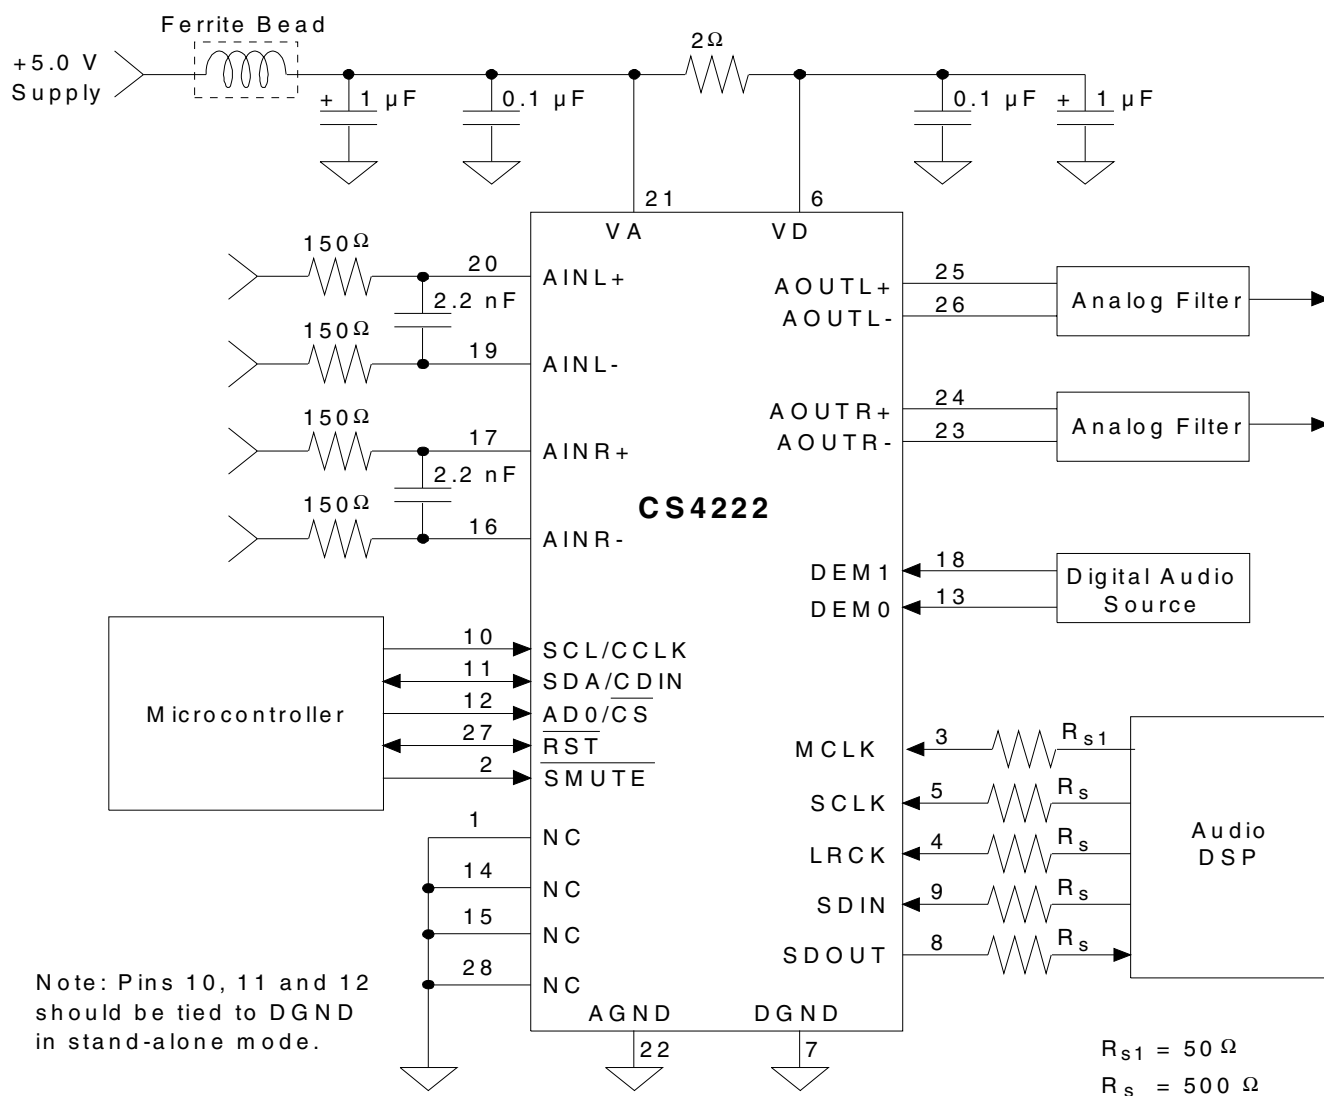 Ferrite Bead
+5.0 V
Supply
2Ω
+ 1 µF
0.1 µF
0.1 µF
+ 1 µF
21
6
VA
VD
150Ω
20
AINL+
2.2 nF
150Ω
19
AINL-
150Ω
17
AINR+
2.2 nF
150Ω
16
AINR-
25
AOUTL+
26
AOUTL-
Analog Filter
24
AOUTR+
23
AOUTR-
Analog Filter
CS4222
18
DEM1
13
DEM0
Digital Audio
Source
Microcontroller
10
SCL/CCLK
11
SDA/CDIN
12
AD0/CS
27
RST
2
SMUTE
MCLK
3
Rs1
SCLK
5
Rs
LRCK
4
Rs
SDIN
9
Rs
SDOUT
8
Rs
Audio
DSP
1
NC
14
NC
15
NC
28
NC
AGND
DGND
22
7
Note: Pins 10, 11 and 12
should be tied to DGND
in stand-alone mode.
Rs1 = 50 Ω
Rs = 500 Ω